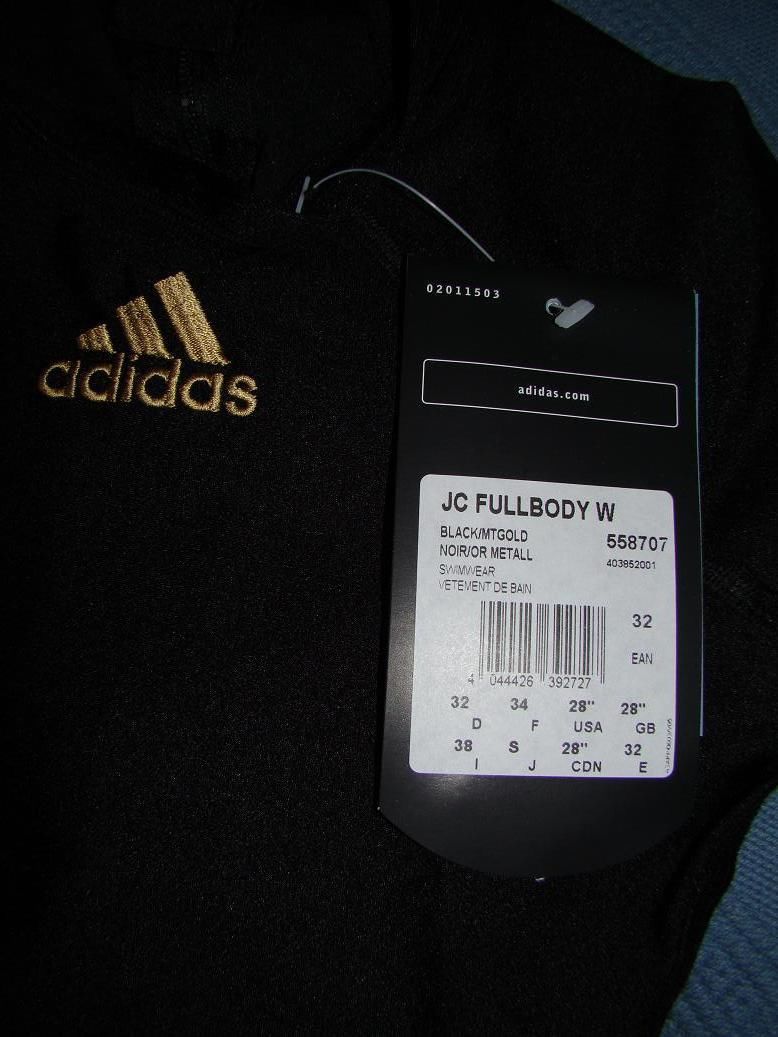 adidas
02011503
adidas.com
JC FULLBODY W
BLACK/MTGOLD
NOIR/OR METALL
558707
403852001
SWIMWEAR
VETEMENT DE BAIN
32
EAN
4 044426 392727
32 34 28" 28"
D F USA GB
38 S 28" 32
I J CDN E